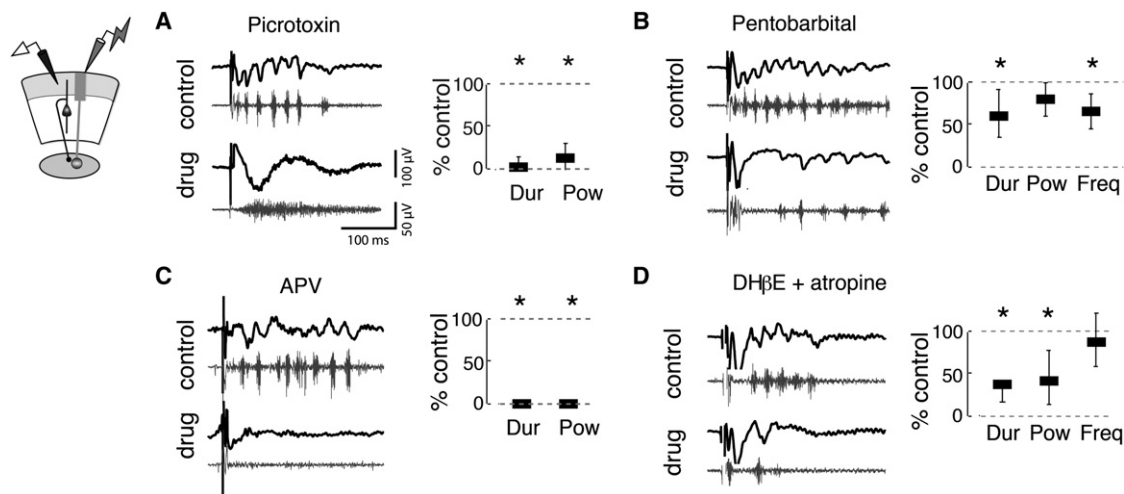 A
Picrotoxin
control
drug
100 µV
50 µV
100 ms
% control
100
50
0
* *
Dur Pow
B
Pentobarbital
control
drug
% control
100
50
0
* *
Dur Pow Freq
C
APV
control
drug
% control
100
50
0
* *
Dur Pow
D
DHβE + atropine
control
drug
% control
100
50
0
* *
Dur Pow Freq